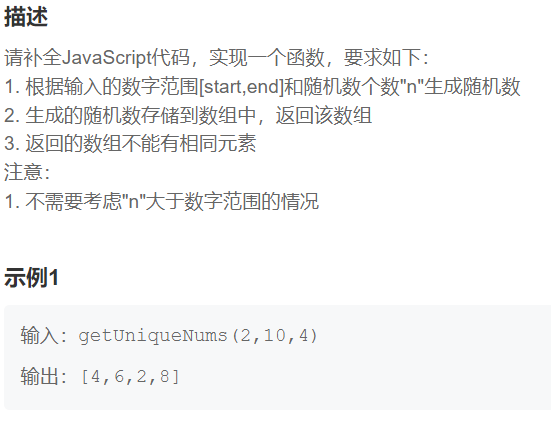 描述
请补全JavaScript代码，实现一个函数，要求如下：
1. 根据输入的数字范围[start,end]和随机数个数"n"生成随机数
2. 生成的随机数存储到数组中，返回该数组
3. 返回的数组不能有相同元素
注意：
1. 不需要考虑"n"大于数字范围的情况
示例1
输入：getUniqueNums(2,10,4)
输出：[4,6,2,8]